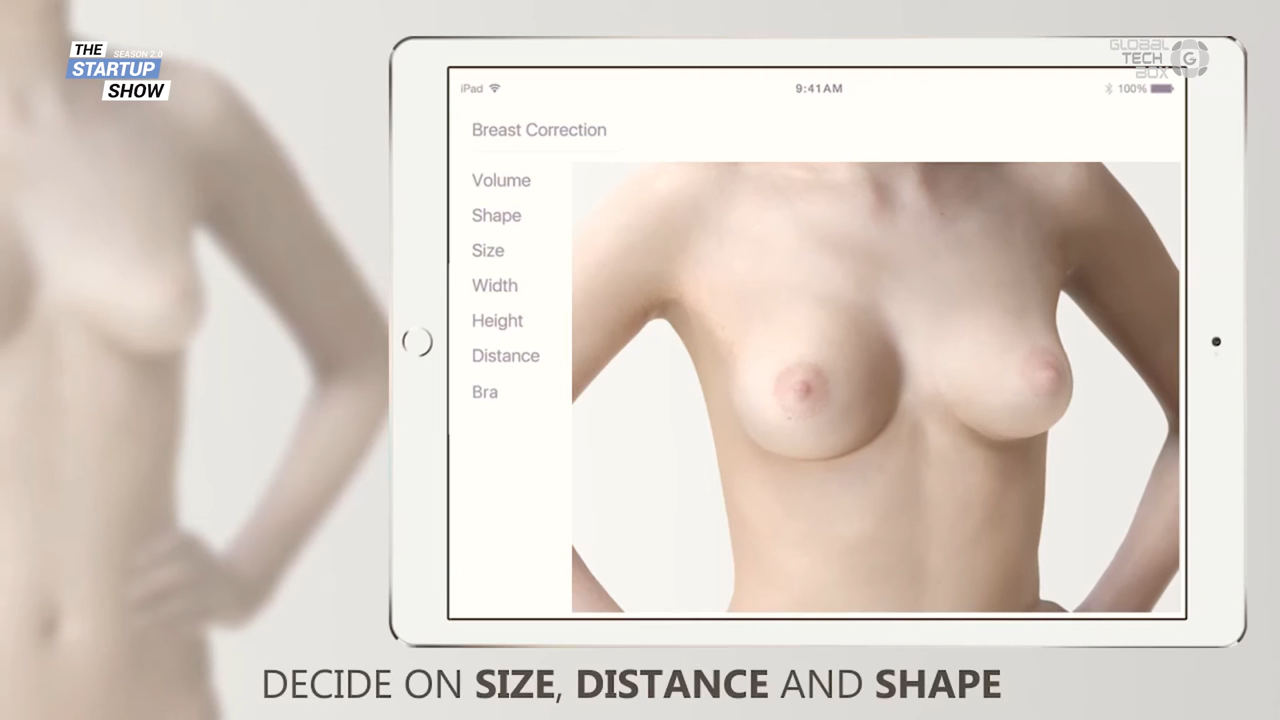 THE
SEASON 2.0
STARTUP
SHOW
GLOBAL
TECH
BOX
G
iPad
9:41 AM
100%
Breast Correction
Volume
Shape
Size
Width
Height
Distance
Bra
DECIDE ON SIZE, DISTANCE AND SHAPE